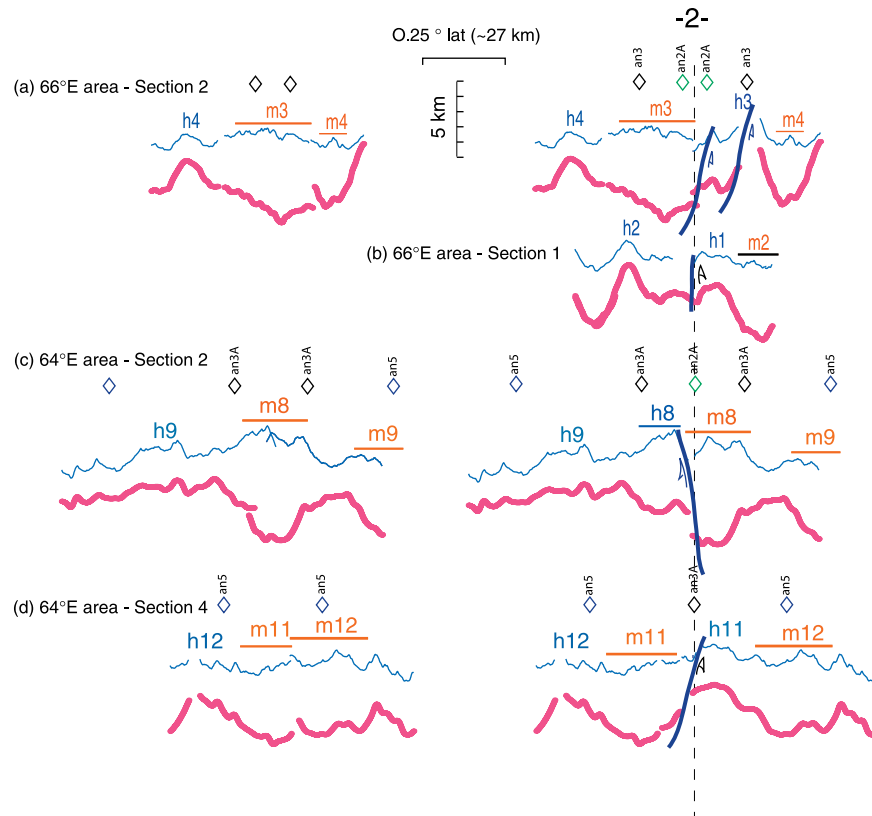 -2-
O.25 ° lat (~27 km)
5 km
(a) 66°E area - Section 2
h4 m3 m4
an3 an2A an2A an3
h4 m3 h3 m4
(b) 66°E area - Section 1
h2 h1 m2
(c) 64°E area - Section 2
an3A an3A an5
h9 m8 m9
an5 an3A an2A an3A an5
h9 h8 m8 m9
(d) 64°E area - Section 4
an5 an5
h12 m11 m12
an5 an3A an5
h12 m11 h11 m12